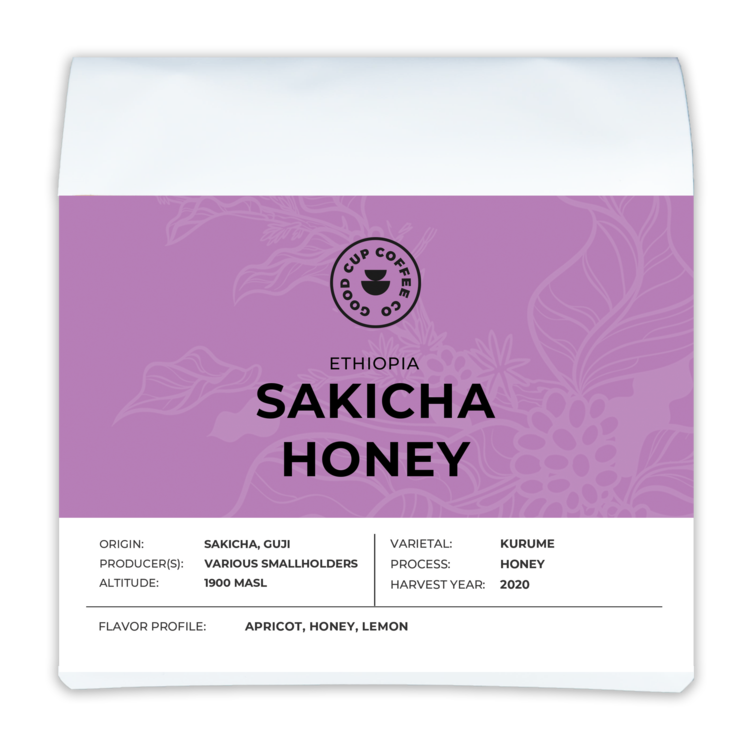 GOOD CUP COFFEE CO
ETHIOPIA
SAKICHA
HONEY
ORIGIN: SAKICHA, GUJI
PRODUCER(S): VARIOUS SMALLHOLDERS
ALTITUDE: 1900 MASL
VARIETAL: KURUME
PROCESS: HONEY
HARVEST YEAR: 2020
FLAVOR PROFILE: APRICOT, HONEY, LEMON